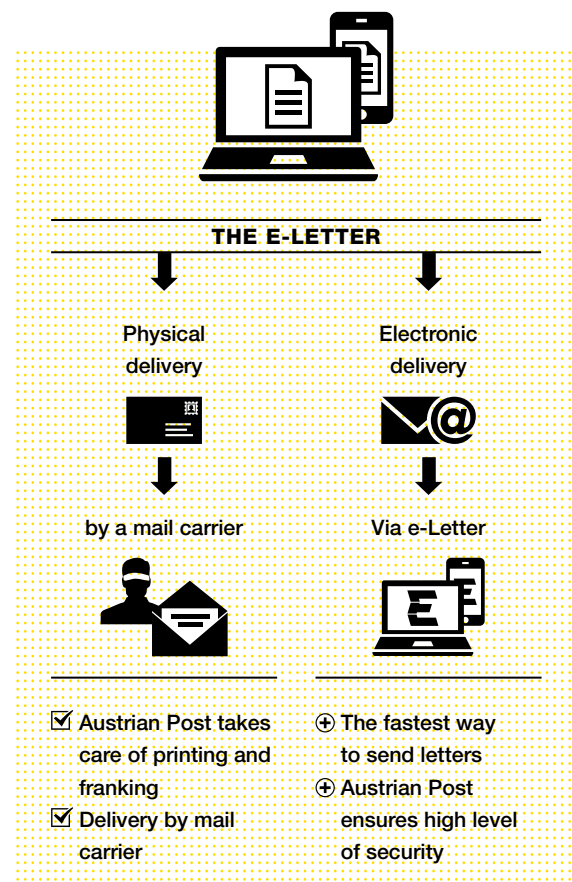 THE E-LETTER
Physical
delivery
by a mail carrier
Austrian Post takes
care of printing and
franking
Delivery by mail
carrier
Electronic
delivery
@
Via e-Letter
E
E
The fastest way
to send letters
Austrian Post
ensures high level
of security